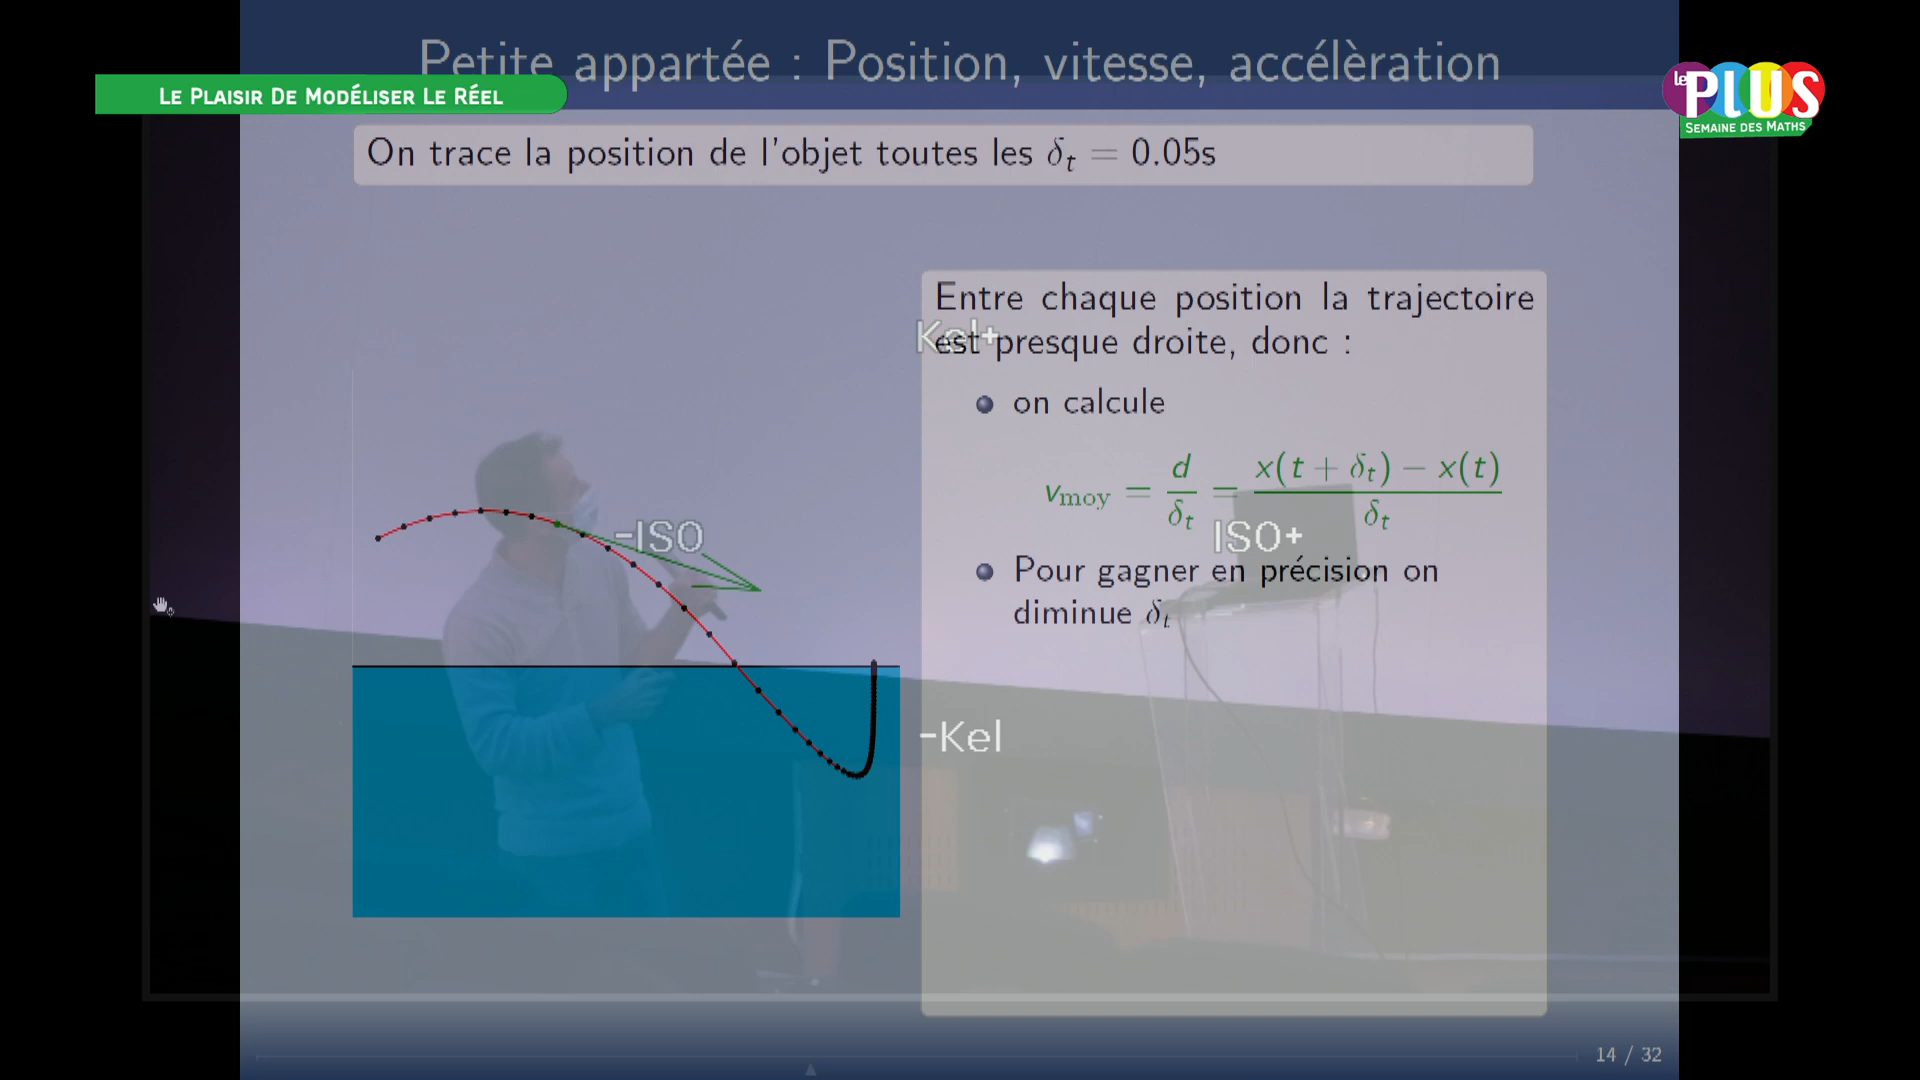 Petite appartée : Position, vitesse, accélèration
LE PLAISIR DE MODÉLISER LE RÉEL
le PLUS
SEMAINE DES MATHS
On trace la position de l'objet toutes les δt = 0.05s
Entre chaque position la trajectoire
est presque droite, donc :
Kel+
on calcule
vmoy = d/δt = (x(t + δt) − x(t))/δt
-ISO
ISO+
Pour gagner en précision on
diminue δt
-Kel
14 / 32